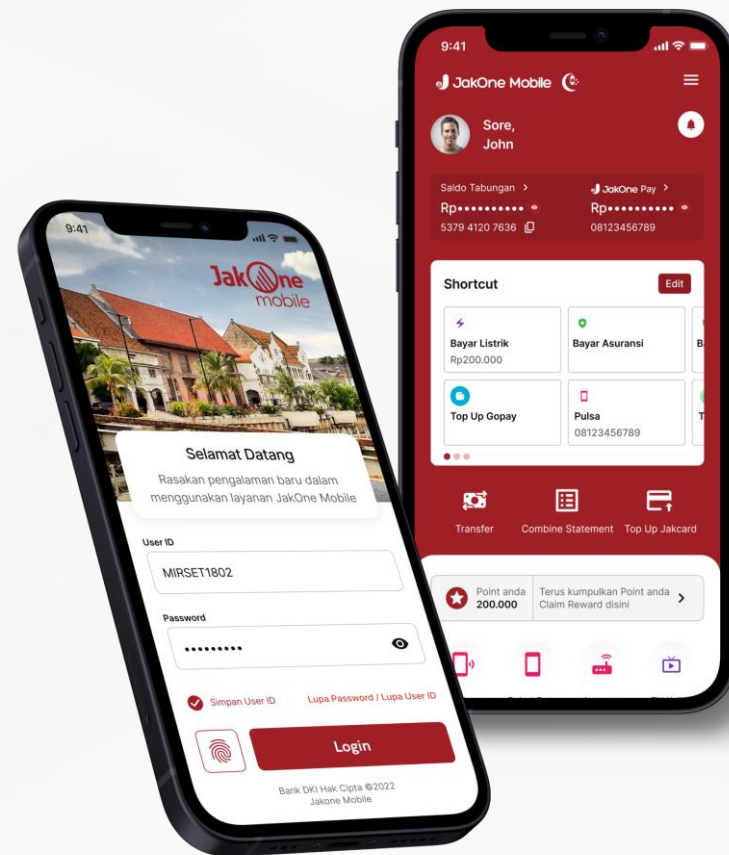 9:41
JakOne
mobile
Selamat Datang
Rasakan pengalaman baru dalam
menggunakan layanan JakOne Mobile
User ID
MIRSET1802
Password
•••••••••
Simpan User ID
Lupa Password / Lupa User ID
Login
Bank DKI Hak Cipta ©2022
Jakone Mobile
9:41
JakOne Mobile
Sore,
John
Saldo Tabungan >
JakOne Pay >
Rp••••••••••
Rp••••••••••
5379 4120 7636
08123456789
Shortcut
Edit
Bayar Listrik
Rp200.000
Bayar Asuransi
Top Up Gopay
Pulsa
08123456789
Transfer
Combine Statement
Top Up Jakcard
Point anda
200.000
Terus kumpulkan Point anda
Claim Reward disini